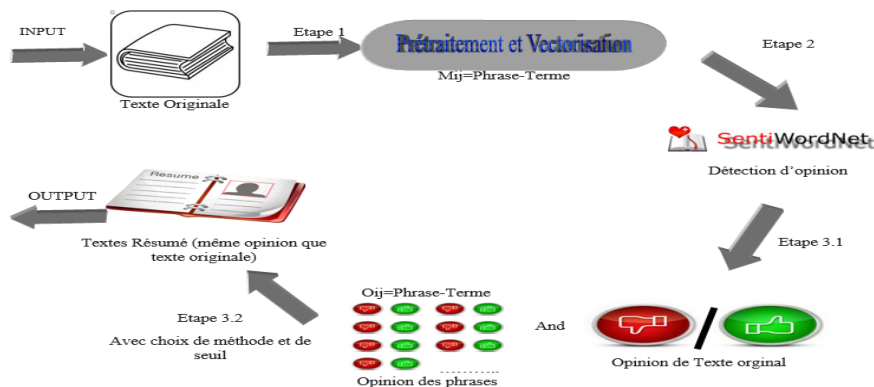 INPUT
Texte Originale
Etape 1
Prétraitement et Vectorisation
Mij=Phrase-Terme
Etape 2
SentiWordNet
Détection d'opinion
Etape 3.1
Opinion de Texte orginal
And
Oij=Phrase-Terme
...........
Opinion des phrases
Etape 3.2
Avec choix de méthode et de
seuil
Resume
Textes Résumé (même opinion que
texte originale)
OUTPUT